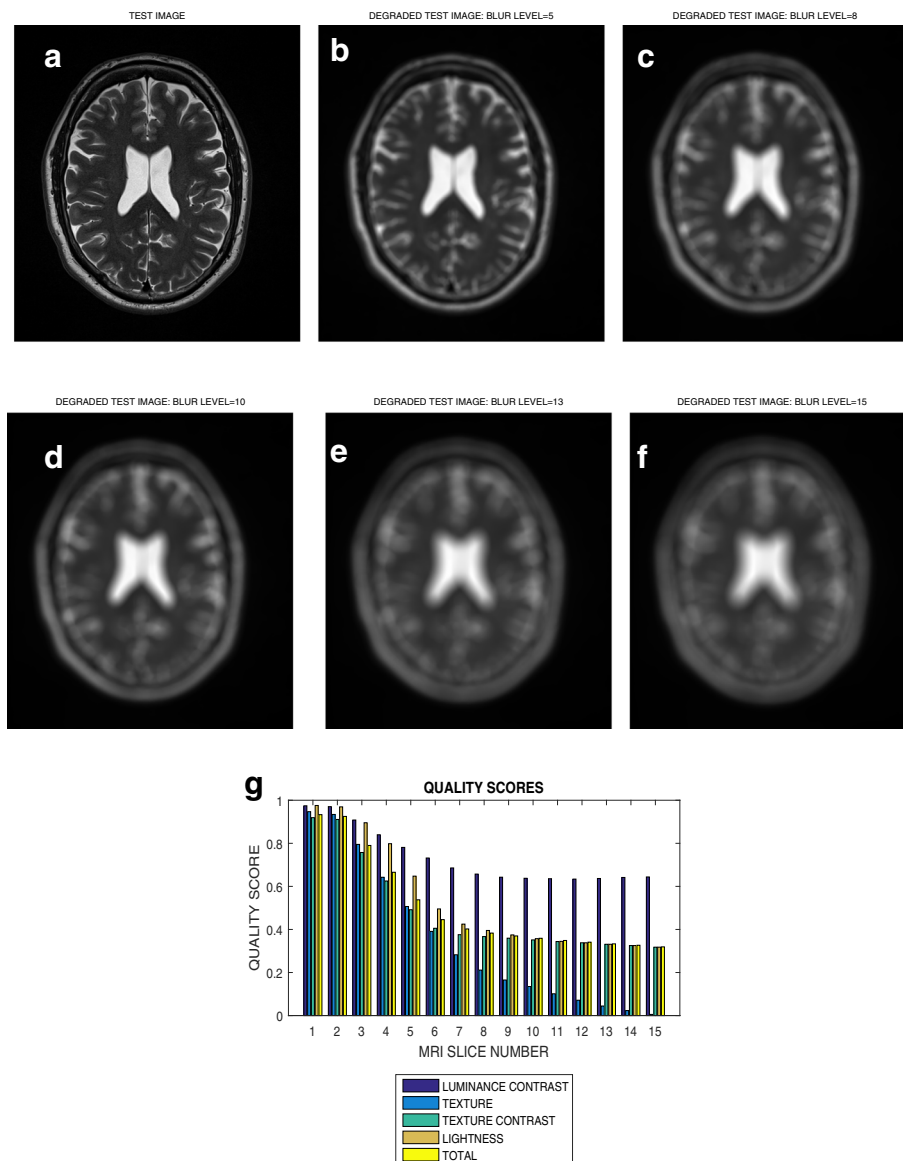 TEST IMAGE
DEGRADED TEST IMAGE: BLUR LEVEL=5
DEGRADED TEST IMAGE: BLUR LEVEL=8
a
b
c
DEGRADED TEST IMAGE: BLUR LEVEL=10
DEGRADED TEST IMAGE: BLUR LEVEL=13
DEGRADED TEST IMAGE: BLUR LEVEL=15
d
e
f
g
QUALITY SCORES
QUALITY SCORE
1
0.8
0.6
0.4
0.2
0
1 2 3 4 5 6 7 8 9 10 11 12 13 14 15
MRI SLICE NUMBER
LUMINANCE CONTRAST
TEXTURE
TEXTURE CONTRAST
LIGHTNESS
TOTAL